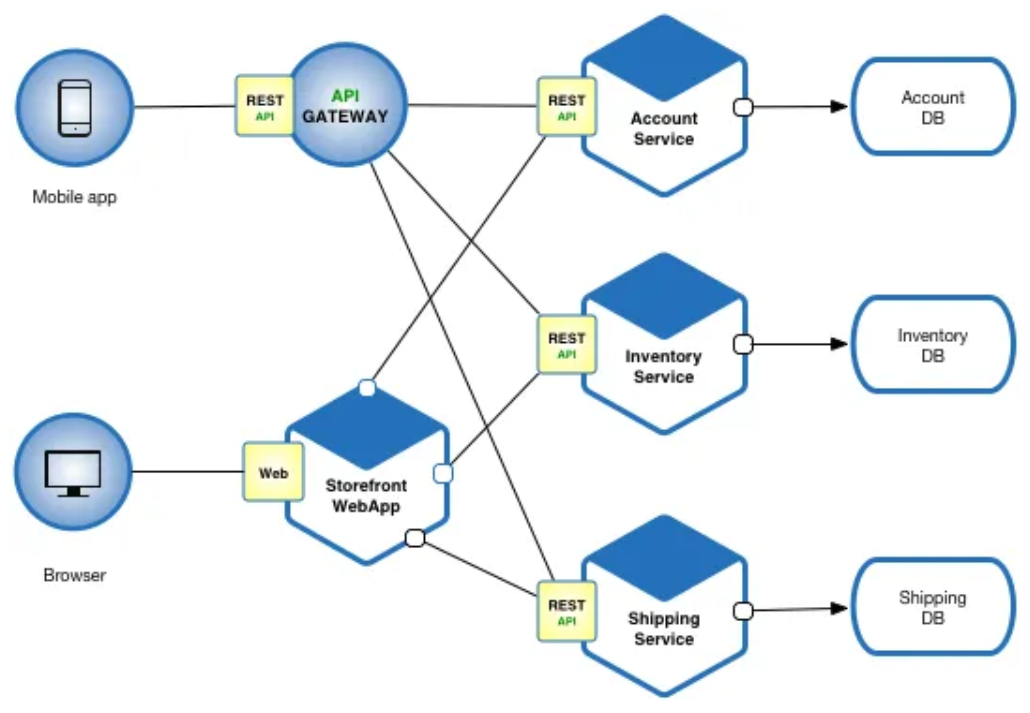 Mobile app
REST
API
API
GATEWAY
REST
API
Account
Service
Account
DB
REST
API
Inventory
Service
Inventory
DB
Browser
Web
Storefront
WebApp
REST
API
Shipping
Service
Shipping
DB